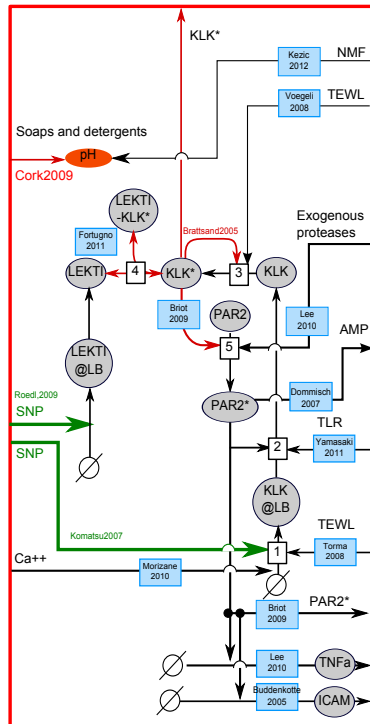 KLK*
Kezic
2012
NMF
Voegeli
2008
TEWL
Soaps and detergents
pH
Cork2009
LEKTI
-KLK*
Fortugno
2011
Brattsand2005
LEKTI
4
KLK*
3
KLK
Exogenous
proteases
Briot
2009
PAR2
Lee
2010
5
AMP
LEKTI
@LB
PAR2*
Dommisch
2007
Roedl,2009
SNP
TLR
SNP
2
Yamasaki
2011
KLK
@LB
Komatsu2007
TEWL
1
Torma
2008
Ca++
Morizane
2010
Briot
2009
PAR2*
Lee
2010
TNFa
Buddenkotte
2005
ICAM